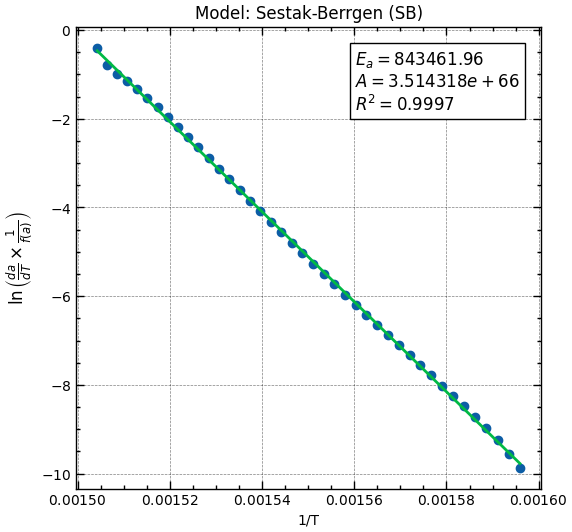 Model: Sestak-Berrgen (SB)
E_a = 843461.96
A = 3.514318e + 66
R^2 = 0.9997
ln (da/dT × 1/f(a))
0
−2
−4
−6
−8
−10
0.00150 0.00152 0.00154 0.00156 0.00158 0.00160
1/T